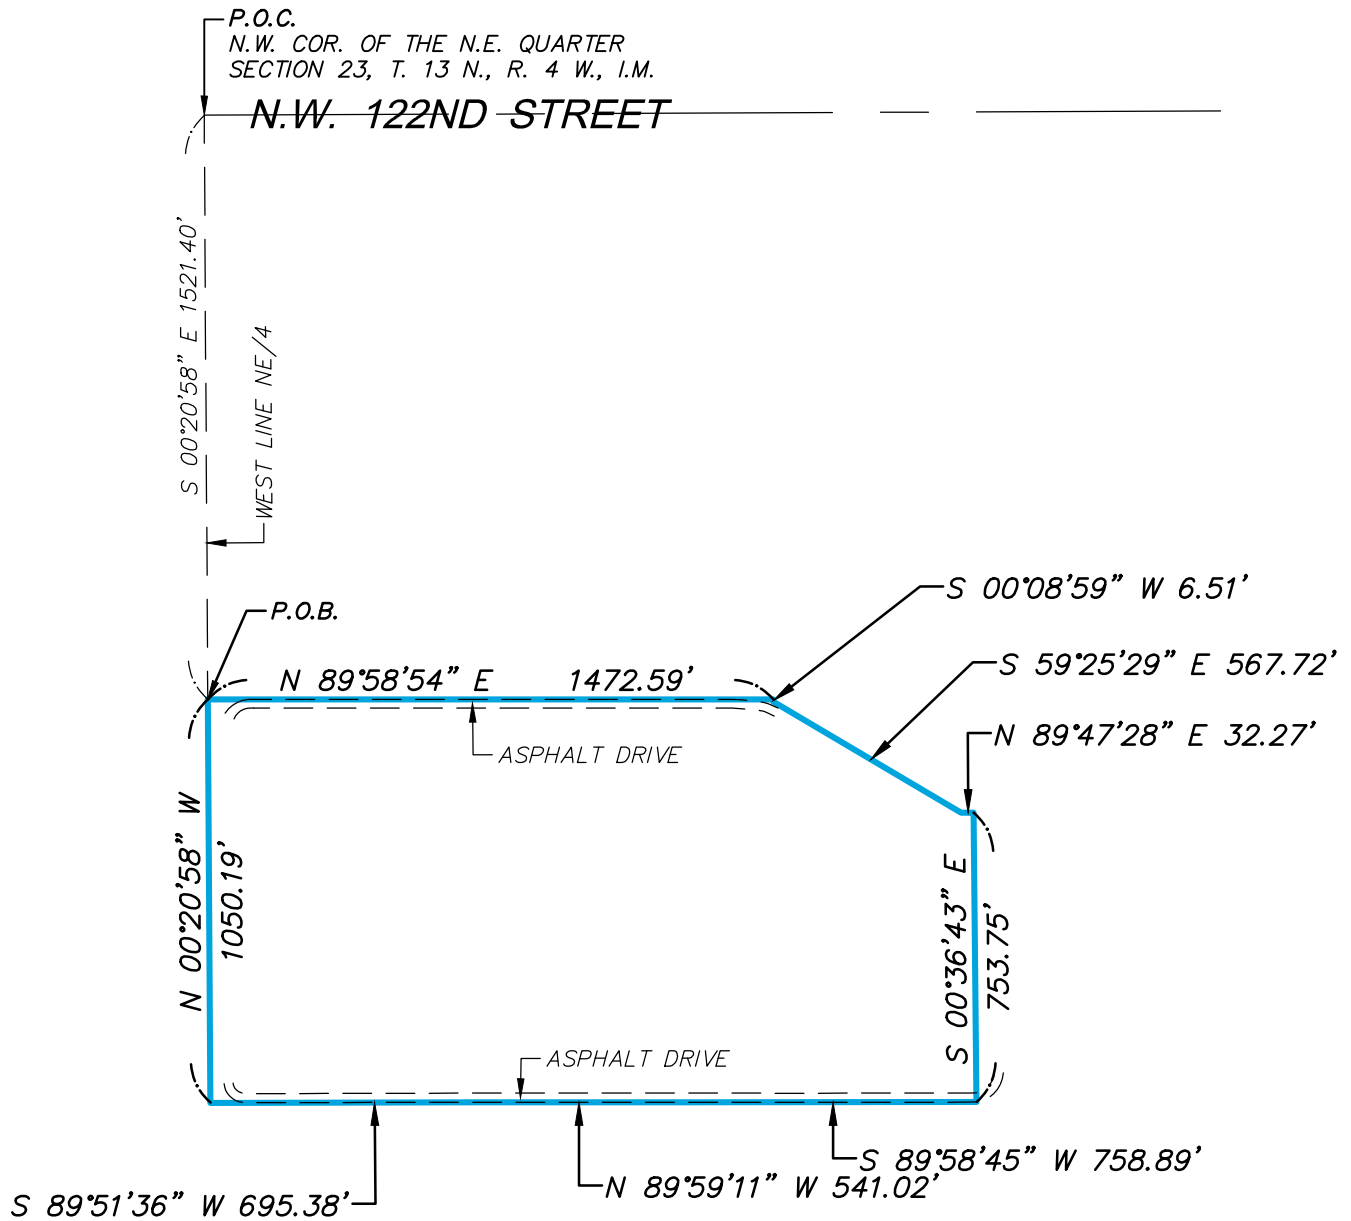 P.O.C.
N.W. COR. OF THE N.E. QUARTER
SECTION 23, T. 13 N., R. 4 W., I.M.
N.W. 122ND STREET
S 00°20'58" E 1521.40'
WEST LINE NE/4
P.O.B.
S 00°08'59" W 6.51'
S 59°25'29" E 567.72'
N 89°58'54" E 1472.59'
N 89°47'28" E 32.27'
ASPHALT DRIVE
N 00°20'58" W
1050.19'
S 00°36'43" E
753.75'
ASPHALT DRIVE
S 89°58'45" W 758.89'
N 89°59'11" W 541.02'
S 89°51'36" W 695.38'